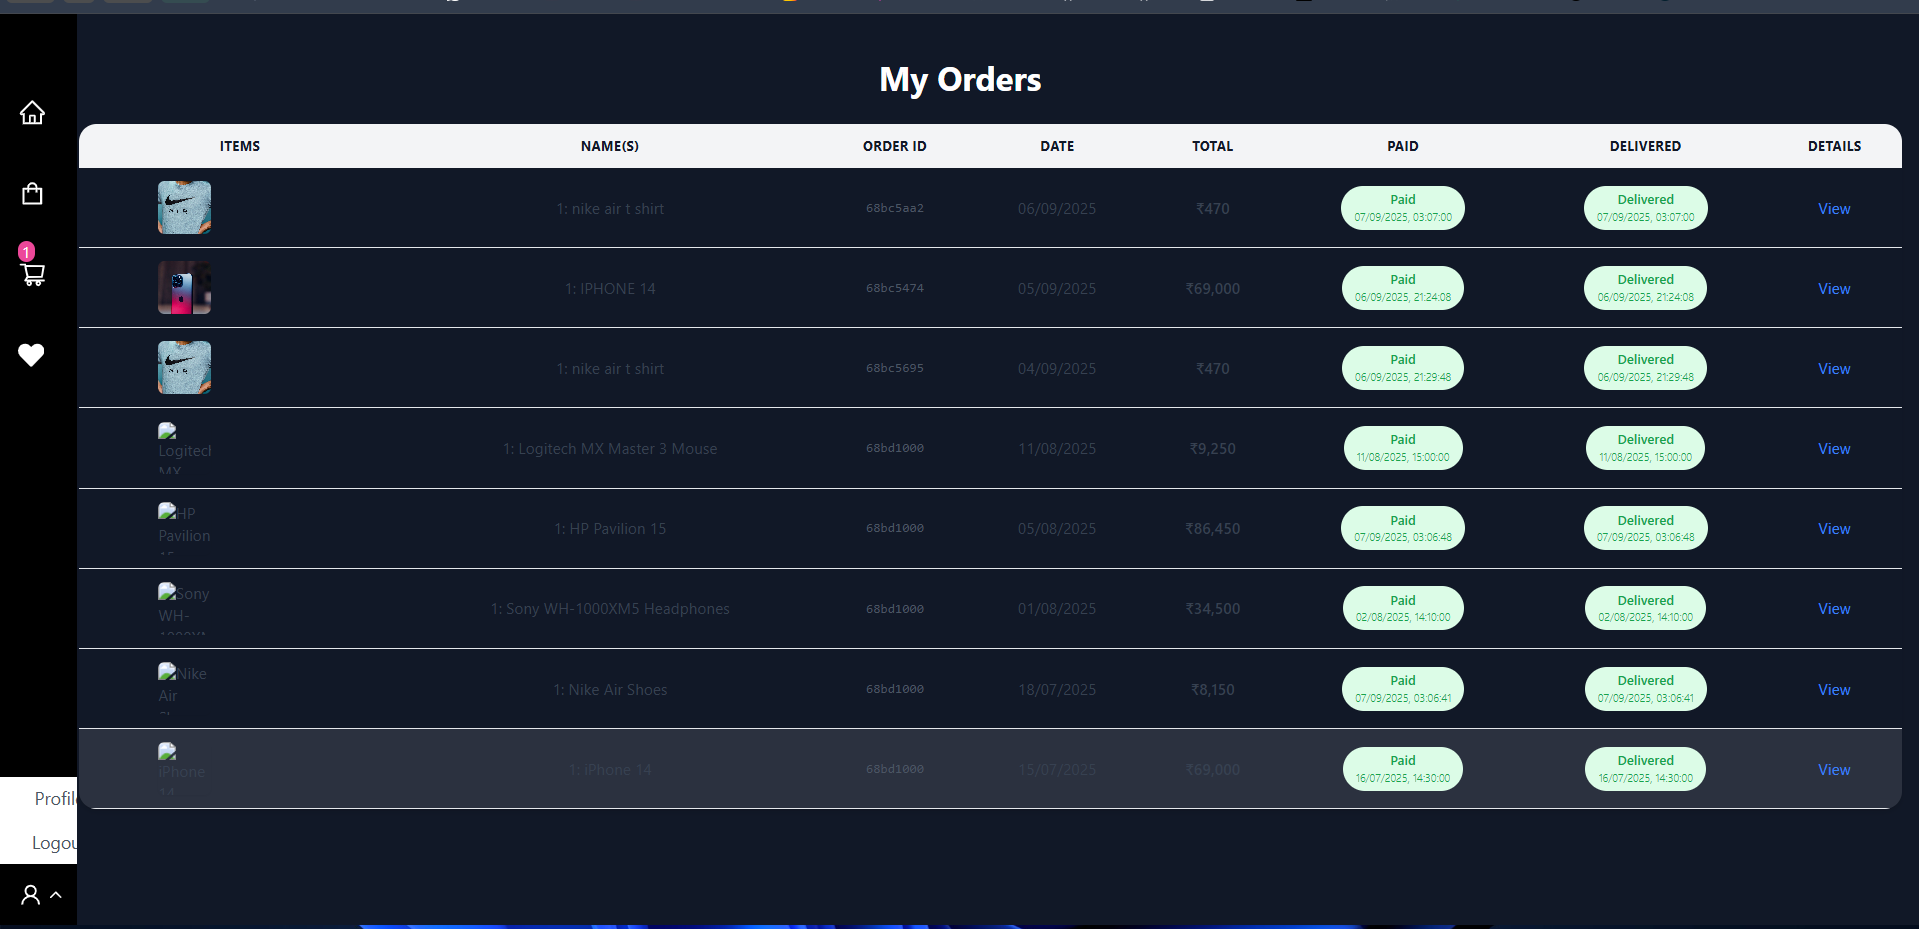 My Orders
ITEMS NAME(S) ORDER ID DATE TOTAL PAID DELIVERED DETAILS
1: nike air t shirt 68bc5aa2 06/09/2025 ₹470 Paid Delivered View
07/09/2025, 03:07:00 07/09/2025, 03:07:00
1
1: IPHONE 14 68bc5474 05/09/2025 ₹69,000 Paid Delivered View
06/09/2025, 21:24:08 06/09/2025, 21:24:08
1: nike air t shirt 68bc5695 04/09/2025 ₹470 Paid Delivered View
06/09/2025, 21:29:48 06/09/2025, 21:29:48
Logitech
MX
1: Logitech MX Master 3 Mouse 68bd1000 11/08/2025 ₹9,250 Paid Delivered View
11/08/2025, 15:00:00 11/08/2025, 15:00:00
HP
Pavilion
15
1: HP Pavilion 15 68bd1000 05/08/2025 ₹86,450 Paid Delivered View
07/09/2025, 03:06:48 07/09/2025, 03:06:48
Sony
WH-
1000XM
1: Sony WH-1000XM5 Headphones 68bd1000 01/08/2025 ₹34,500 Paid Delivered View
02/08/2025, 14:10:00 02/08/2025, 14:10:00
Nike
Air
1: Nike Air Shoes 68bd1000 18/07/2025 ₹8,150 Paid Delivered View
07/09/2025, 03:06:41 07/09/2025, 03:06:41
iPhone
14
1: iPhone 14 68bd1000 15/07/2025 ₹69,000 Paid Delivered View
16/07/2025, 14:30:00 16/07/2025, 14:30:00
Profile
Logou